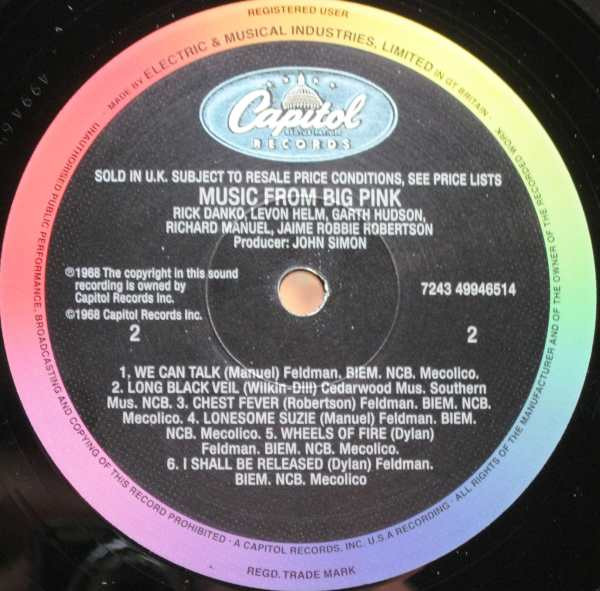 REGISTERED USER
· MADE BY ELECTRIC & MUSICAL INDUSTRIES, LIMITED IN GT BRITAIN ·
Capitol
RECORDS
SOLD IN U.K. SUBJECT TO RESALE PRICE CONDITIONS, SEE PRICE LISTS
MUSIC FROM BIG PINK
RICK DANKO, LEVON HELM, GARTH HUDSON,
RICHARD MANUEL, JAIME ROBBIE ROBERTSON
Producer: JOHN SIMON
℗1968 The copyright in this sound
recording is owned by
Capitol Records Inc.
©1968 Capitol Records Inc.
7243 49946514
2
2
1. WE CAN TALK (Manuel) Feldman. BIEM. NCB. Mecolico.
2. LONG BLACK VEIL (Wilkin-Dill) Cedarwood Mus. Southern
Mus. NCB. 3. CHEST FEVER (Robertson) Feldman. BIEM. NCB.
Mecolico. 4. LONESOME SUZIE (Manuel) Feldman. BIEM.
NCB. Mecolico. 5. WHEELS OF FIRE (Dylan)
Feldman. BIEM. NCB. Mecolico.
6. I SHALL BE RELEASED (Dylan) Feldman.
BIEM. NCB. Mecolico
UNAUTHORISED PUBLIC PERFORMANCE, BROADCASTING AND COPYING OF THIS RECORD PROHIBITED · A CAPITOL RECORDS, INC. U.S.A RECORDING · ALL RIGHTS OF THE MANUFACTURER AND OF THE OWNER OF THE RECORDED WORK
REGD. TRADE MARK